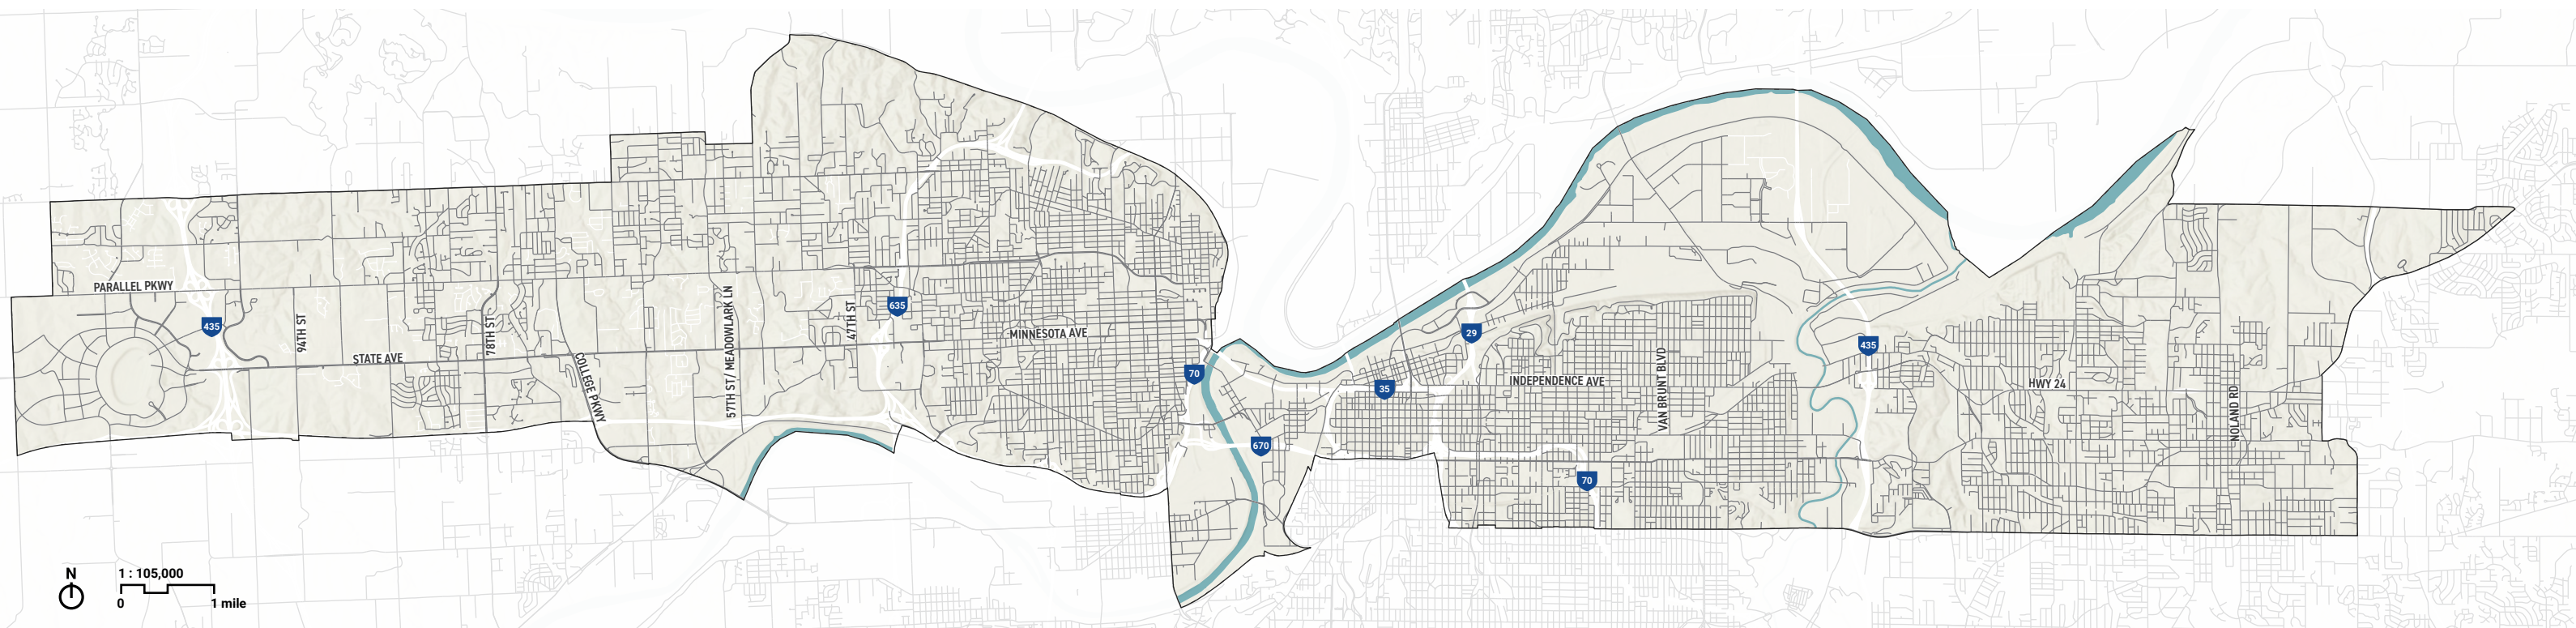 PARALLEL PKWY
435
94TH ST
STATE AVE
78TH ST
COLLEGE PKWY
57TH ST/ MEADOWLARK LN
47TH ST
635
MINNESOTA AVE
70
670
35
29
INDEPENDENCE AVE
VAN BRUNT BLVD
70
435
HWY 24
NOLAND RD
N
1 : 105,000
0 1 mile